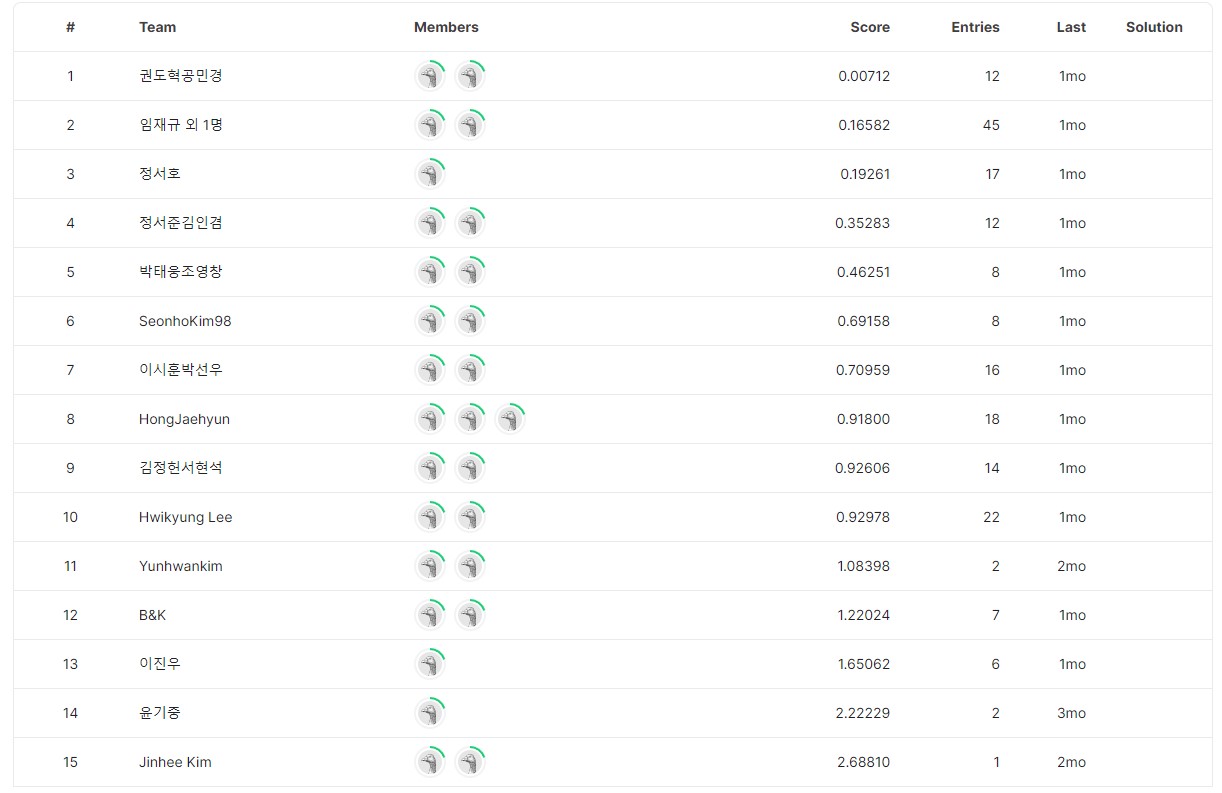 # Team Members Score Entries Last Solution
1 권도혁공민경 0.00712 12 1mo
2 임재규 외 1명 0.16582 45 1mo
3 정서호 0.19261 17 1mo
4 정서준김인겸 0.35283 12 1mo
5 박태웅조영창 0.46251 8 1mo
6 SeonhoKim98 0.69158 8 1mo
7 이시훈박선우 0.70959 16 1mo
8 HongJaehyun 0.91800 18 1mo
9 김정헌서현석 0.92606 14 1mo
10 Hwikyung Lee 0.92978 22 1mo
11 Yunhwankim 1.08398 2 2mo
12 B&K 1.22024 7 1mo
13 이진우 1.65062 6 1mo
14 윤기중 2.22229 2 3mo
15 Jinhee Kim 2.68810 1 2mo